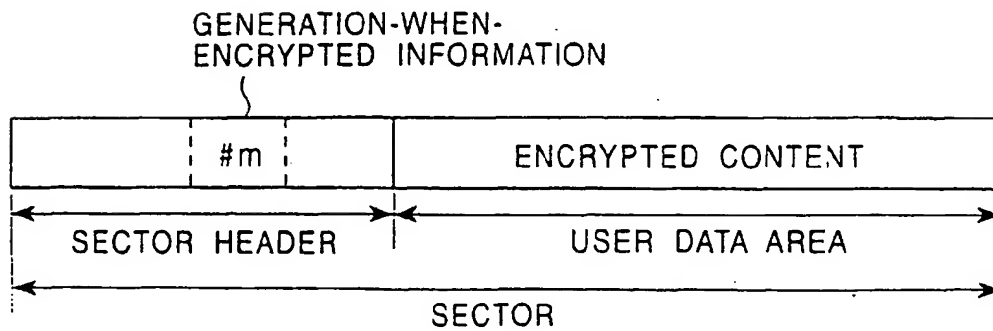 GENERATION-WHEN-
ENCRYPTED INFORMATION
#m
ENCRYPTED CONTENT
SECTOR HEADER
USER DATA AREA
SECTOR